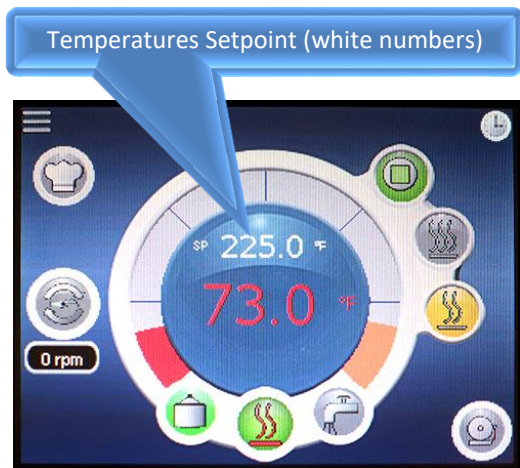 Temperatures Setpoint (white numbers)
SP 225.0 °F
73.0 °F
0 rpm